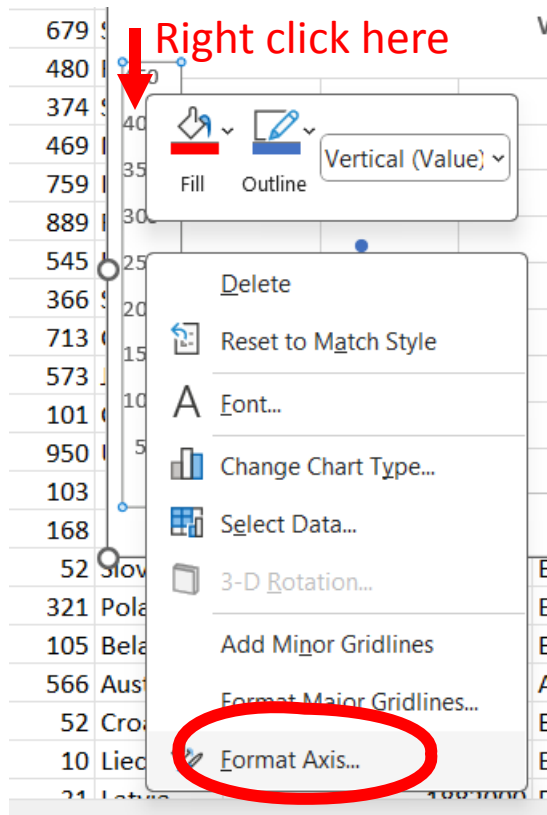 Right click here
679
480
374
469
759
889
545
366
713
573
101
950
103
168
52 Slov
321 Pola
105 Bela
566 Aust
52 Croa
10 Liec
40
35
30
25
20
15
10
5
Fill Outline
Vertical (Value)
Delete
Reset to Match Style
A Font...
Change Chart Type...
Select Data...
3-D Rotation...
Add Minor Gridlines
Format Major Gridlines...
Format Axis...